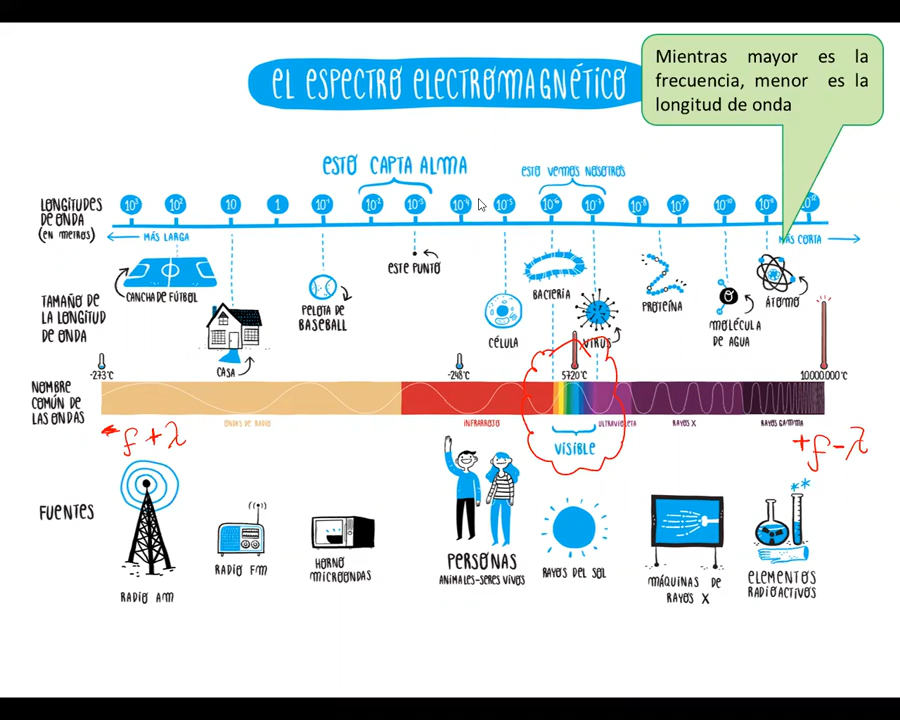 EL ESPECTRO ELECTROMAGNÉTICO
Mientras mayor es la
frecuencia, menor es la
longitud de onda
ESTO CAPTA ALMA
ESTO VEMOS NOSOTROS
LONGITUDES
DE ONDA
(EN METROS)
10³ 10² 10 1 10⁻¹ 10⁻² 10⁻³ 10⁻⁴ 10⁻⁵ 10⁻⁶ 10⁻⁷ 10⁻⁸ 10⁻⁹ 10⁻¹⁰ 10⁻¹¹ 10⁻¹²
← MÁS LARGA
MÁS CORTA →
TAMAÑO DE
LA LONGITUD
DE ONDA
CANCHA DE FÚTBOL
CASA
PELOTA DE
BASEBALL
ESTE PUNTO
CÉLULA
BACTERIA
VIRUS
PROTEÍNA
MOLÉCULA
DE AGUA
ÁTOMO
-273°C
-248°C
5720°C
10000000°C
NOMBRE
COMÚN DE
LAS ONDAS
ONDAS DE RADIO
INFRARROJO
VISIBLE
ULTRAVIOLETA
RAYOS X
RAYOS GAMMA
-f +λ
+f -λ
FUENTES
RADIO AM
RADIO FM
HORNO
MICROONDAS
PERSONAS
ANIMALES-SERES VIVOS
RAYOS DEL SOL
MÁQUINAS DE
RAYOS X
ELEMENTOS
RADIOACTIVOS